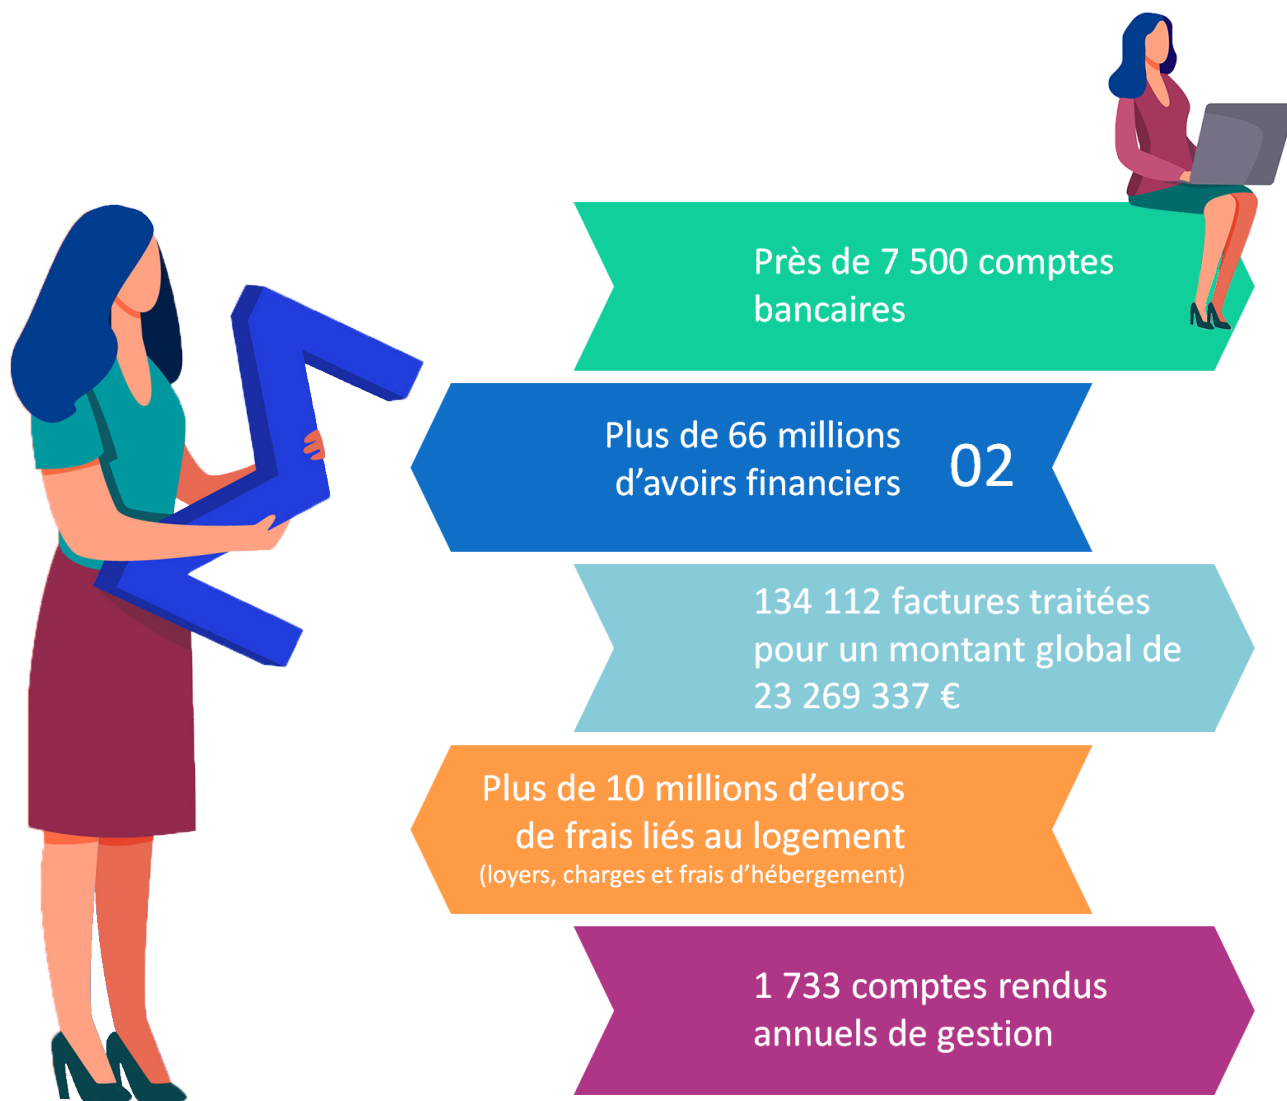 Près de 7 500 comptes
bancaires
Plus de 66 millions
d’avoirs financiers
02
134 112 factures traitées
pour un montant global de
23 269 337 €
Plus de 10 millions d’euros
de frais liés au logement
(loyers, charges et frais d’hébergement)
1 733 comptes rendus
annuels de gestion